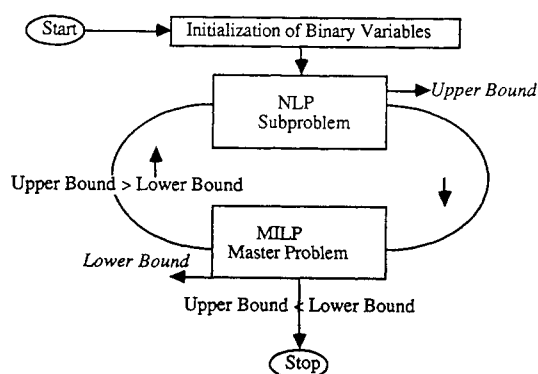 Start
Initialization of Binary Variables
NLP
Subproblem
Upper Bound
Upper Bound > Lower Bound
MILP
Master Problem
Lower Bound
Upper Bound < Lower Bound
Stop